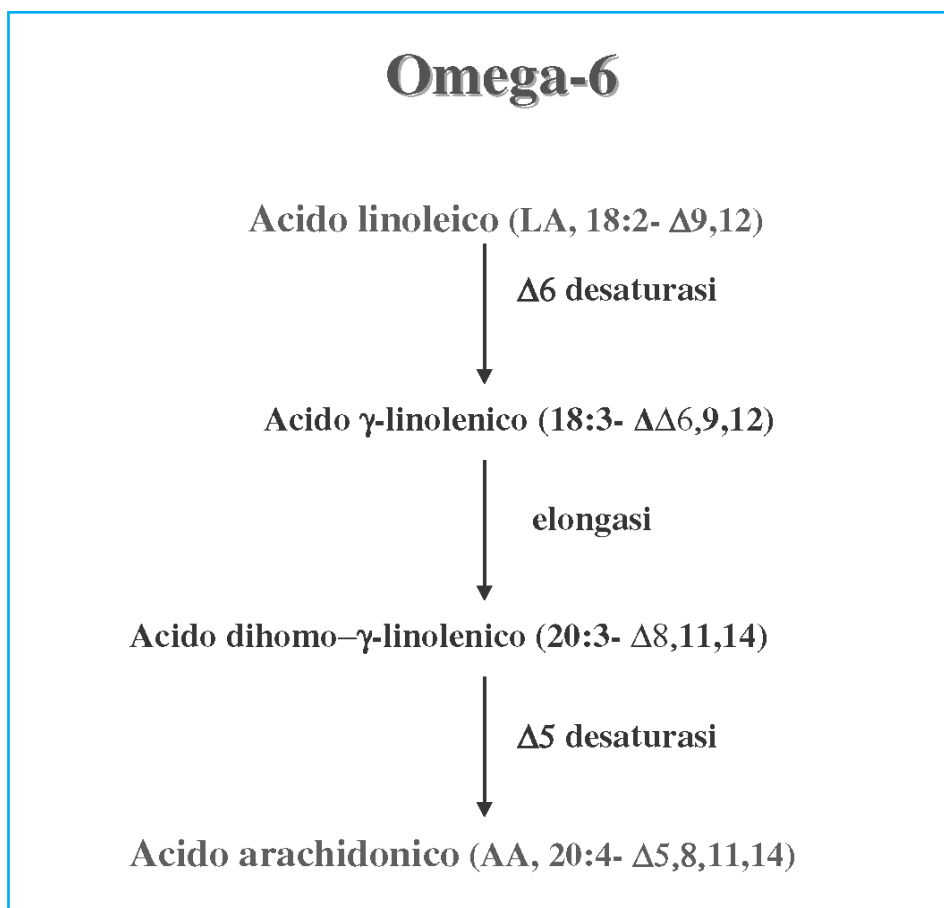 Omega-6
Acido linoleico (LA, 18:2- Δ9,12)
Δ6 desaturasi
Acido γ-linolenico (18:3- ΔΔ6,9,12)
elongasi
Acido dihomo–γ-linolenico (20:3- Δ8,11,14)
Δ5 desaturasi
Acido arachidonico (AA, 20:4- Δ5,8,11,14)